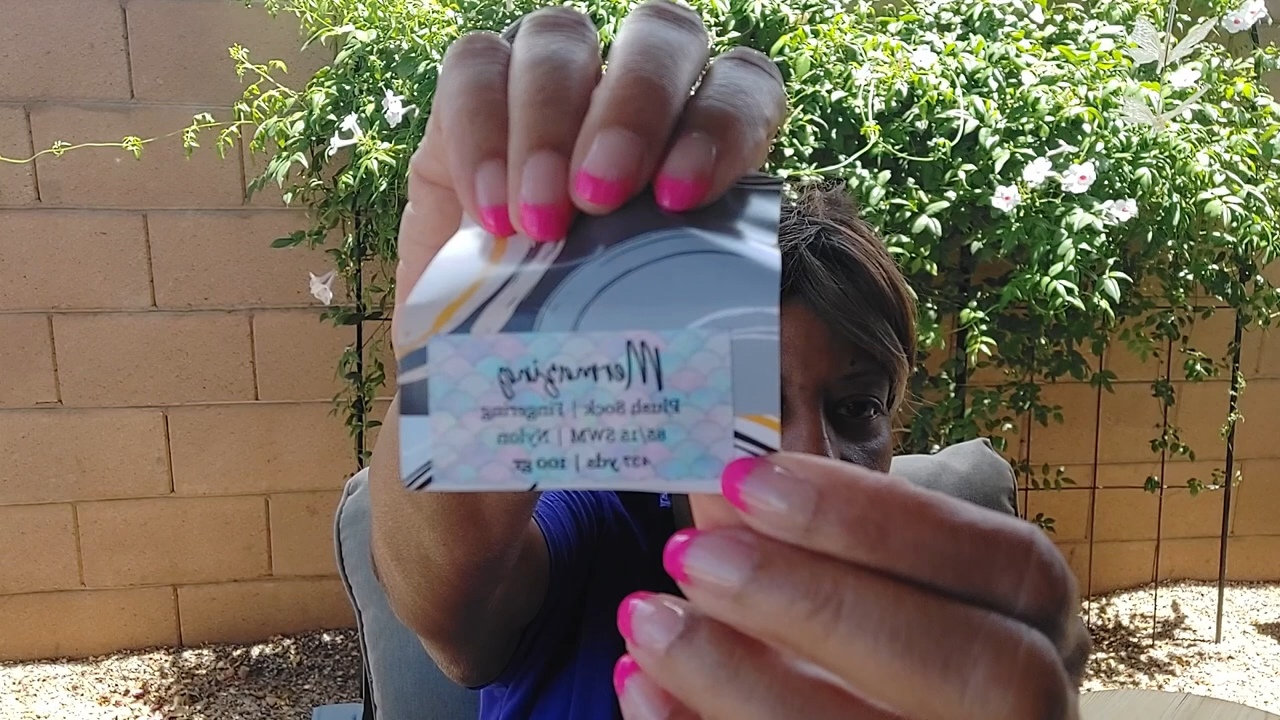 Mermazing
Plush Sock | Fingering
85/15 SWM | Nylon
437 yds | 100 gr